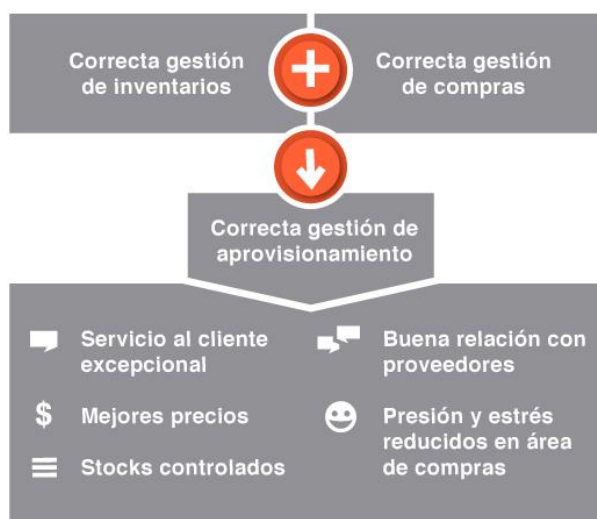 Correcta gestión
de inventarios
Correcta gestión
de compras
Correcta gestión de
aprovisionamiento
Servicio al cliente
excepcional
$ Mejores precios
Stocks controlados
Buena relación con
proveedores
Presión y estrés
reducidos en área
de compras